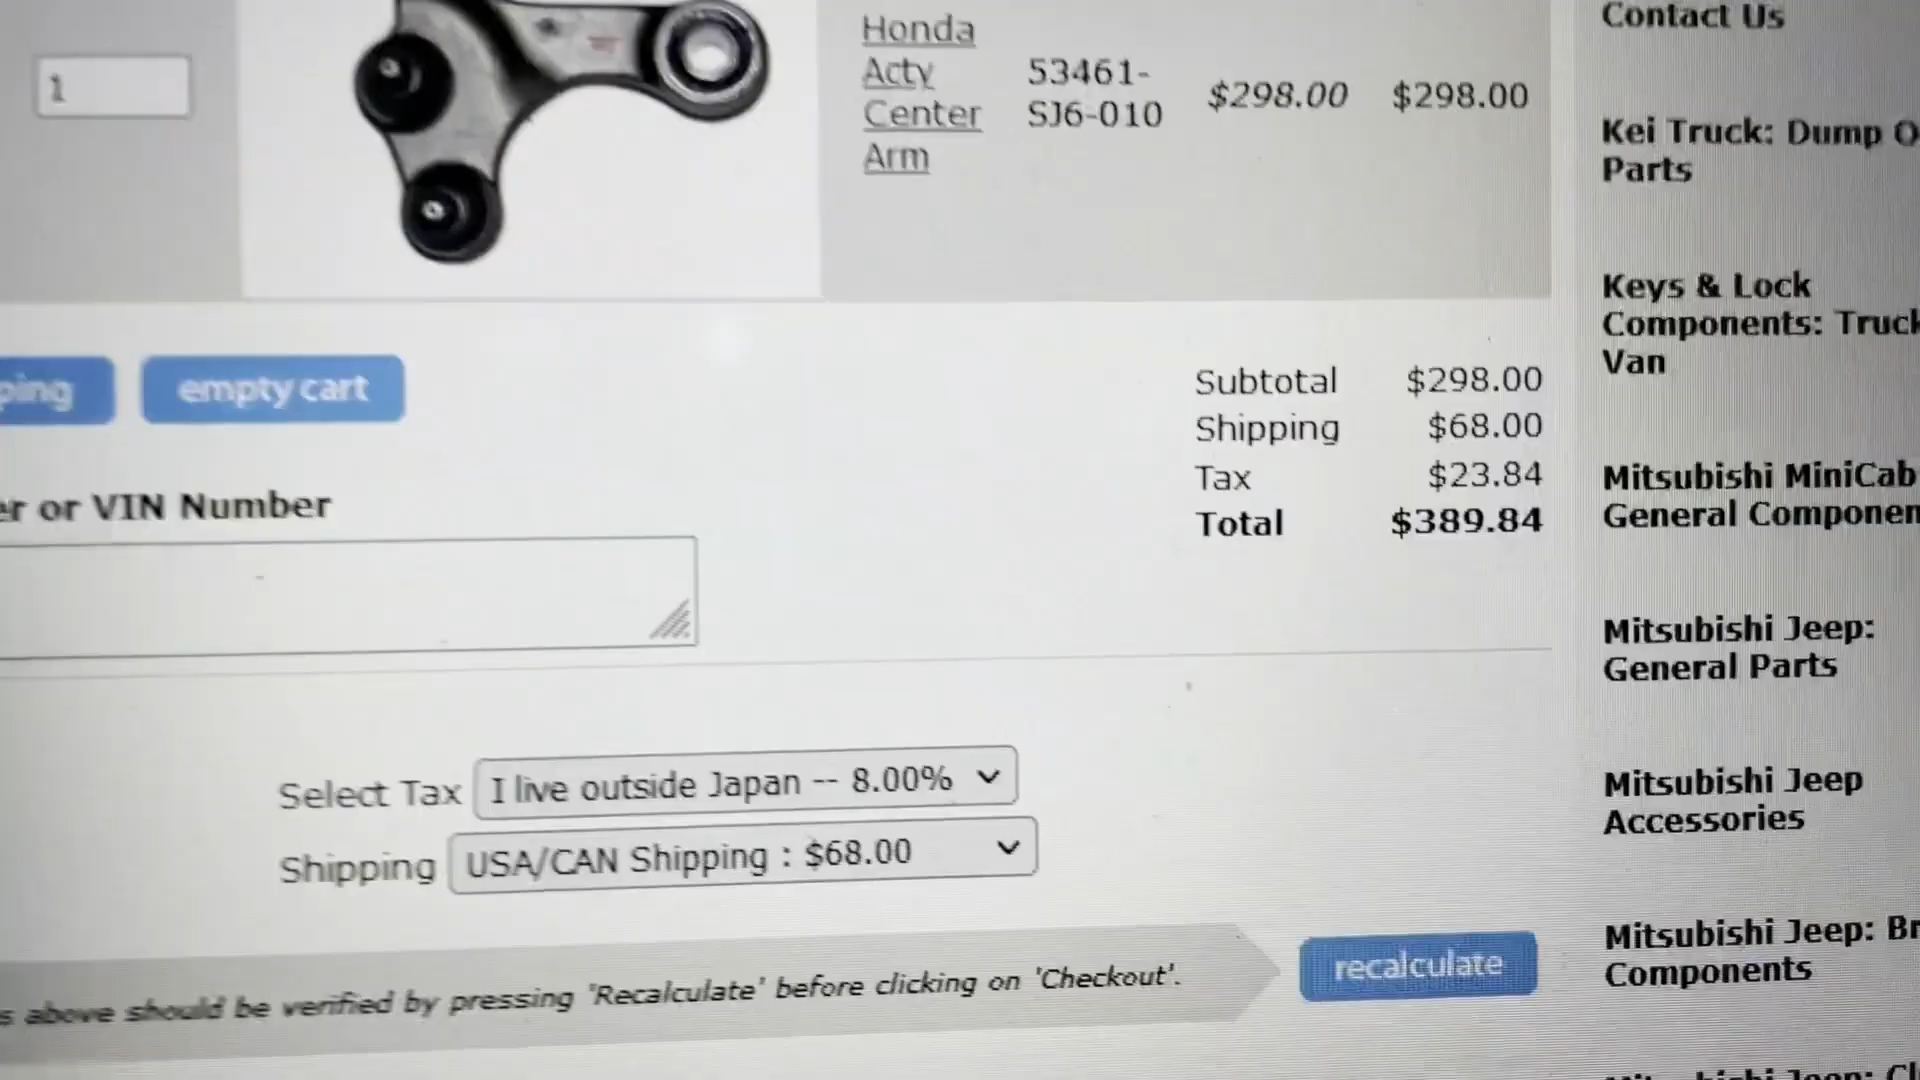 1
Honda
Acty
Center
Arm
53461-
SJ6-010
$298.00
$298.00
ping
empty cart
Subtotal $298.00
Shipping $68.00
Tax $23.84
Total $389.84
er or VIN Number
Select Tax I live outside Japan -- 8.00%
Shipping USA/CAN Shipping : $68.00
s above should be verified by pressing 'Recalculate' before clicking on 'Checkout'.
recalculate
Contact Us
Kei Truck: Dump O
Parts
Keys & Lock
Components: Truck
Van
Mitsubishi MiniCab
General Componen
Mitsubishi Jeep:
General Parts
Mitsubishi Jeep
Accessories
Mitsubishi Jeep: Br
Components